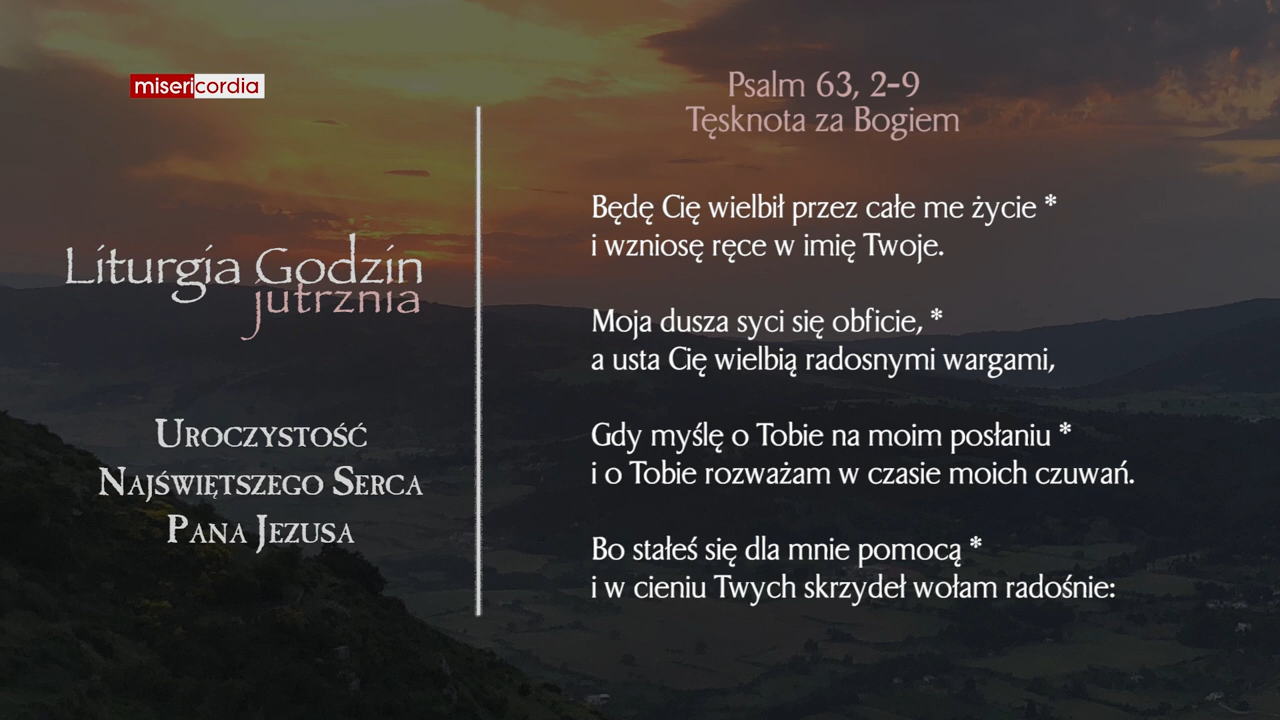 misericordia
Liturgia Godzin
jutrznia
Uroczystość
Najświętszego Serca
Pana Jezusa
Psalm 63, 2-9
Tęsknota za Bogiem
Będę Cię wielbił przez całe me życie *
i wzniosę ręce w imię Twoje.
Moja dusza syci się obficie, *
a usta Cię wielbią radosnymi wargami,
Gdy myślę o Tobie na moim posłaniu *
i o Tobie rozważam w czasie moich czuwań.
Bo stałeś się dla mnie pomocą *
i w cieniu Twych skrzydeł wołam radośnie: